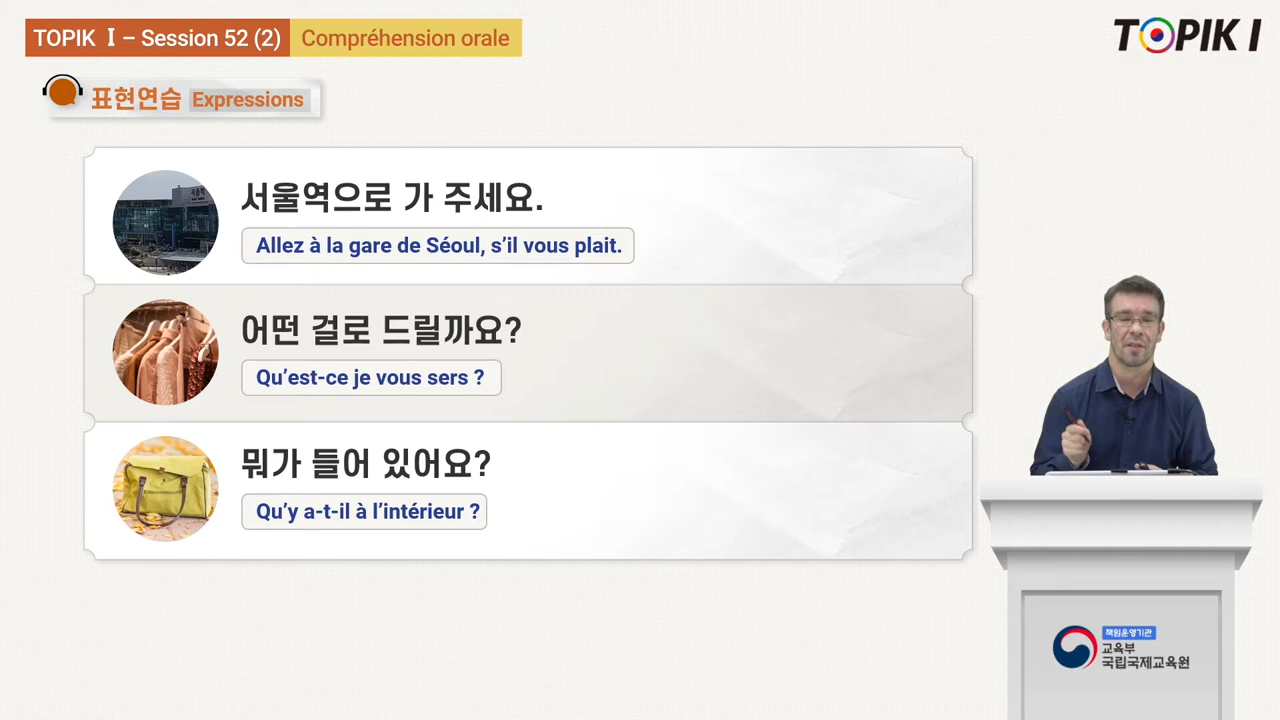 TOPIK Ⅰ – Session 52 (2) Compréhension orale
TOPIK I
표현연습 Expressions
서울역
서울역으로 가 주세요.
Allez à la gare de Séoul, s’il vous plait.
어떤 걸로 드릴까요?
Qu’est-ce je vous sers ?
뭐가 들어 있어요?
Qu’y a-t-il à l’intérieur ?
책임운영기관
교육부
국립국제교육원